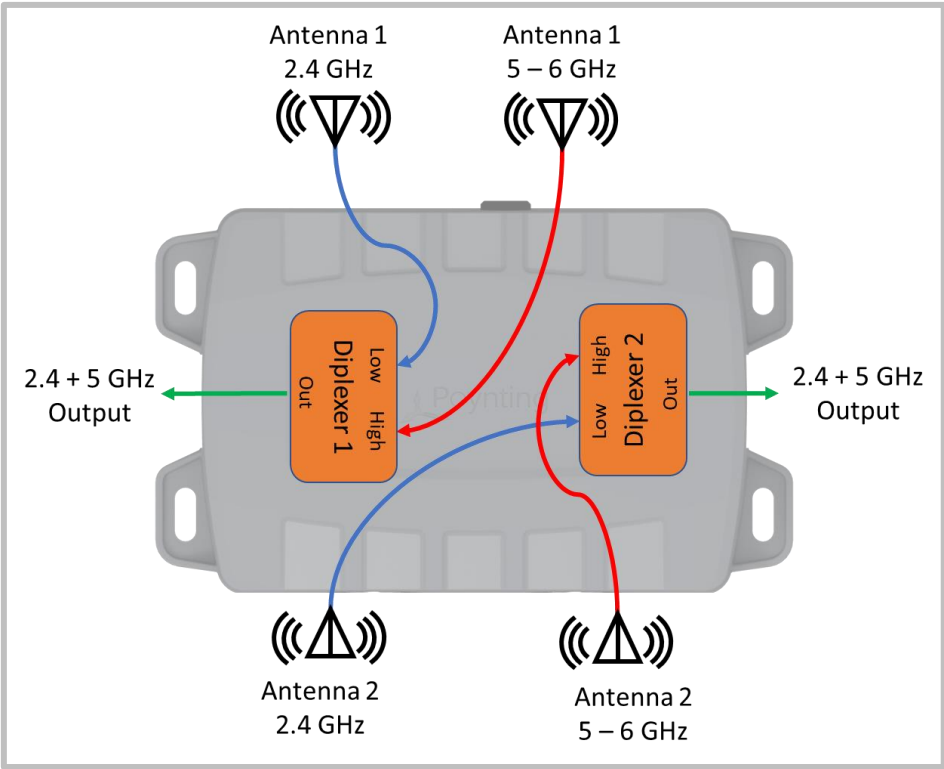 Antenna 1
2.4 GHz
Antenna 1
5 – 6 GHz
2.4 + 5 GHz
Output
Low
High
Diplexer 1
Out
Poynting
High
Low
Diplexer 2
Out
2.4 + 5 GHz
Output
Antenna 2
2.4 GHz
Antenna 2
5 – 6 GHz